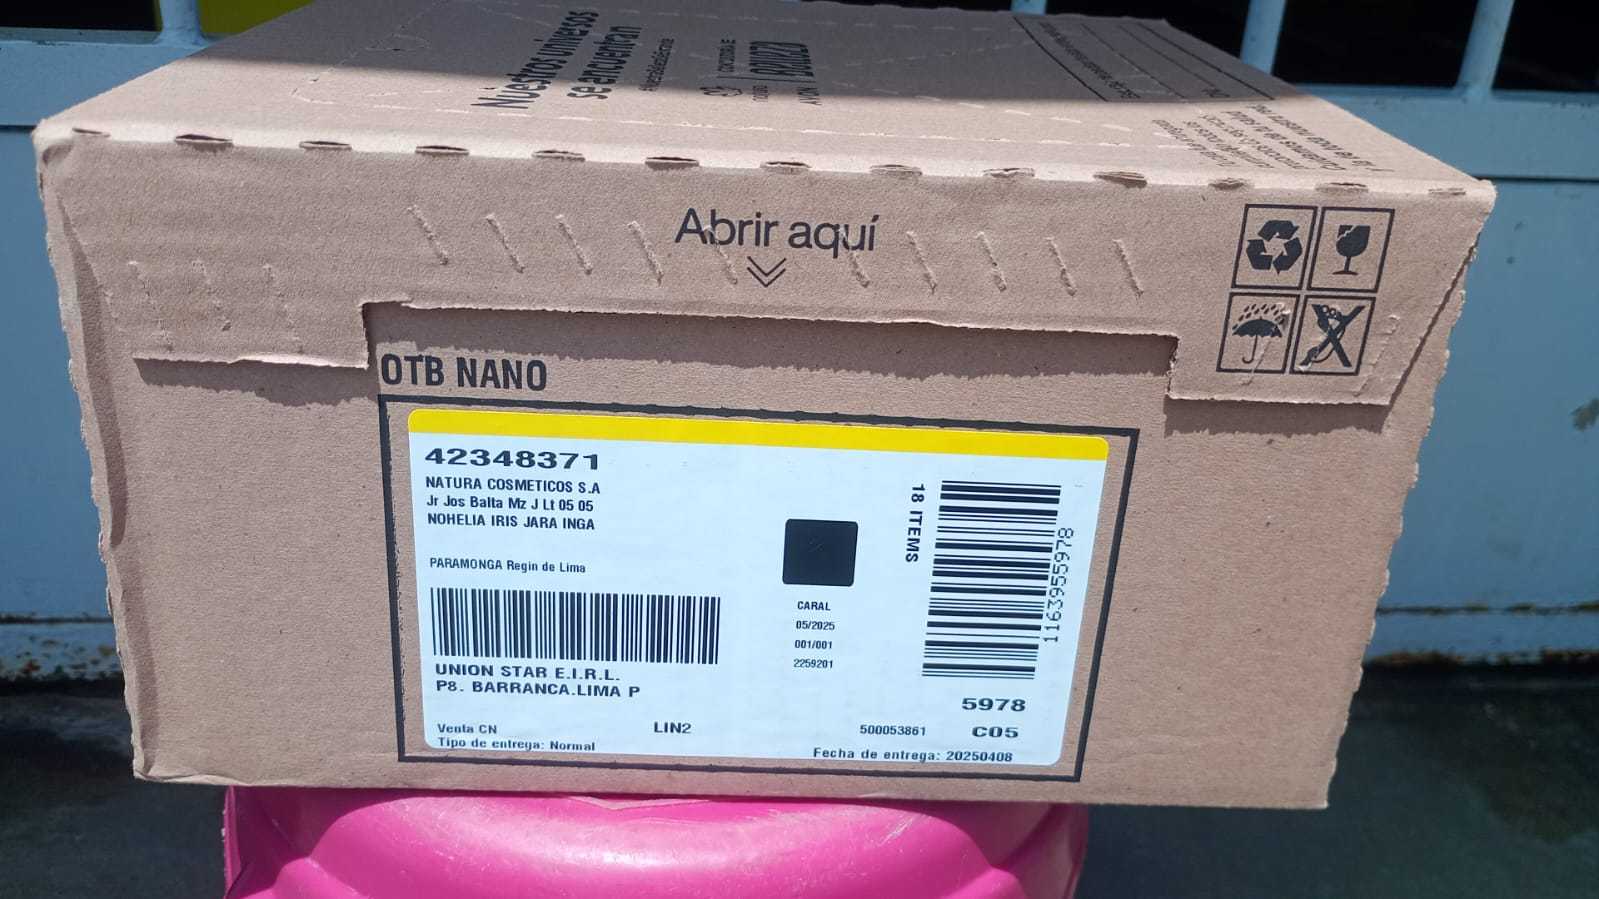 Nuestros universos
se encuentran
Abrir aquí
OTB NANO
42348371
NATURA COSMETICOS S.A
Jr Jos Balta Mz J Lt 05 05
NOHELIA IRIS JARA INGA
PARAMONGA Regin de Lima
UNION STAR E.I.R.L.
P8. BARRANCA.LIMA P
Venta CN
LIN2
Tipo de entrega: Normal
CARAL
05/2025
001/001
2259201
18 ITEMS
1163955978
5978
500053861
C05
Fecha de entrega: 20250408